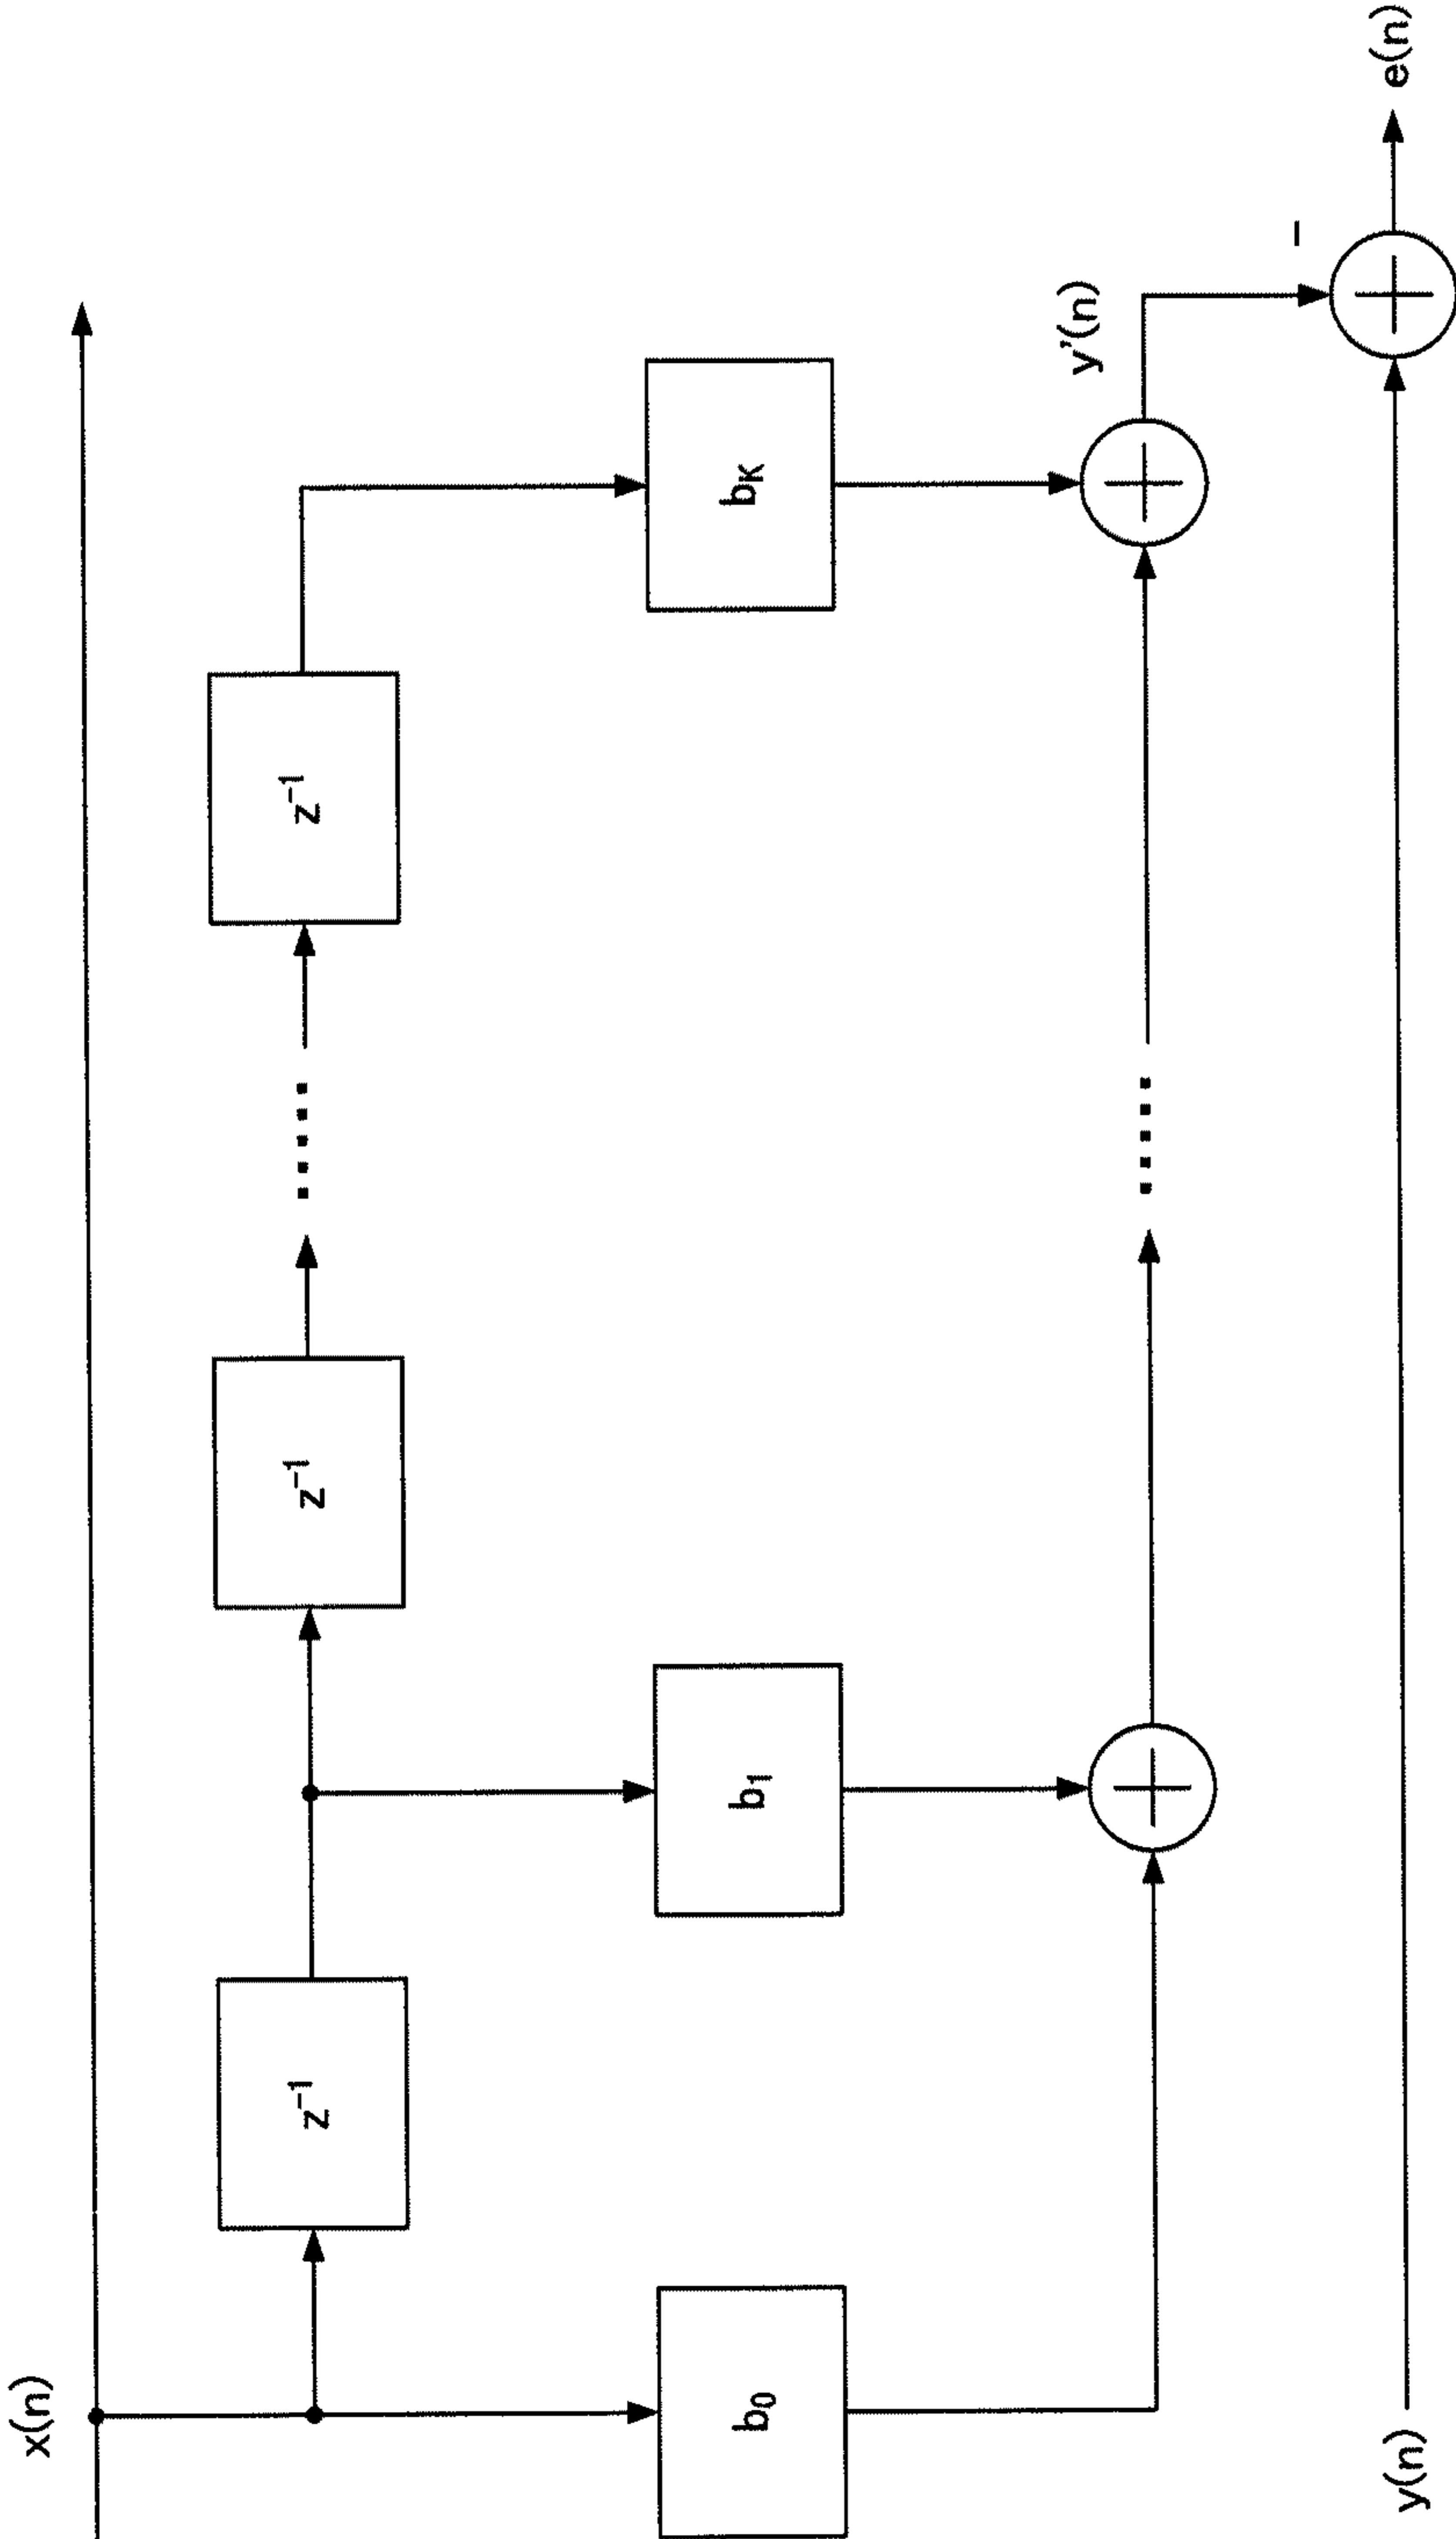 x(n)
z⁻¹
z⁻¹
.....
z⁻¹
b₀
b₁
b_K
.....
y'(n)
+
+
−
+
y(n)
e(n)